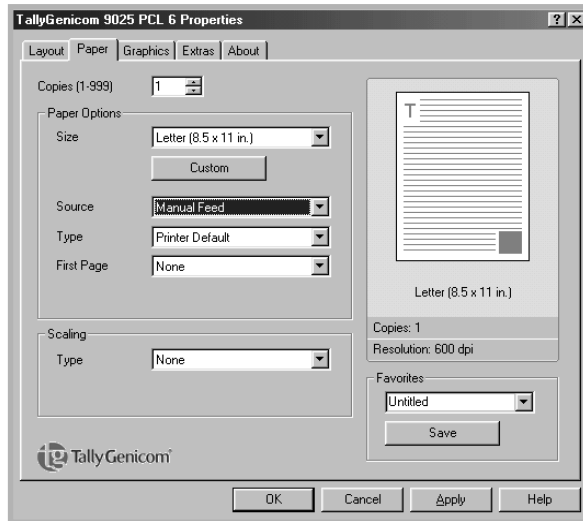 TallyGenicom 9025 PCL 6 Properties
? ×
Layout Paper Graphics Extras About
Copies (1-999) 1
Paper Options
Size Letter (8.5 x 11 in.)
Custom
Source Manual Feed
Type Printer Default
First Page None
Scaling
Type None
tg TallyGenicom
T
Letter (8.5 x 11 in.)
Copies: 1
Resolution: 600 dpi
Favorites
Untitled
Save
OK Cancel Apply Help